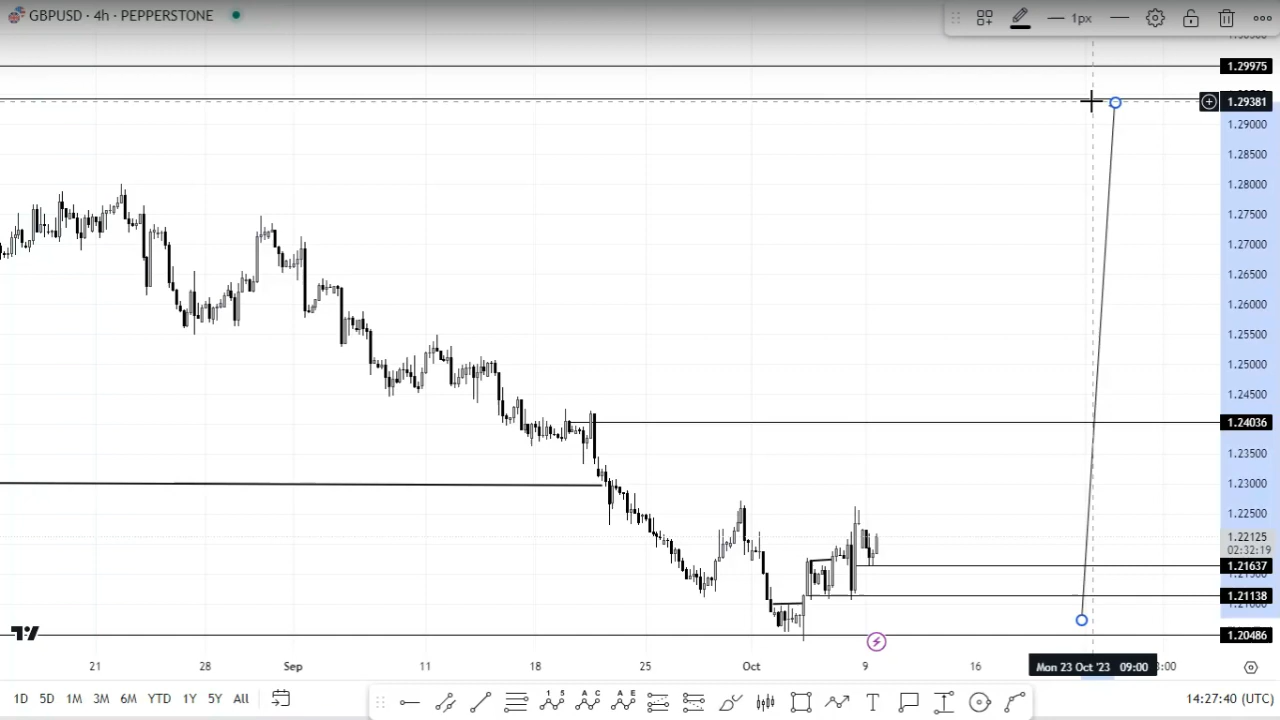 GBPUSD · 4h · PEPPERSTONE
1px
1.29975
1.29381
1.29000
1.28500
1.28000
1.27500
1.27000
1.26500
1.26000
1.25500
1.25000
1.24500
1.24036
1.23500
1.23000
1.22500
1.22125
02:32:19
1.21637
1.21138
1.20486
21
28
Sep
11
18
25
Oct
9
16
Mon 23 Oct '23 09:00
1D
5D
1M
3M
6M
YTD
1Y
5Y
All
14:27:40 (UTC)